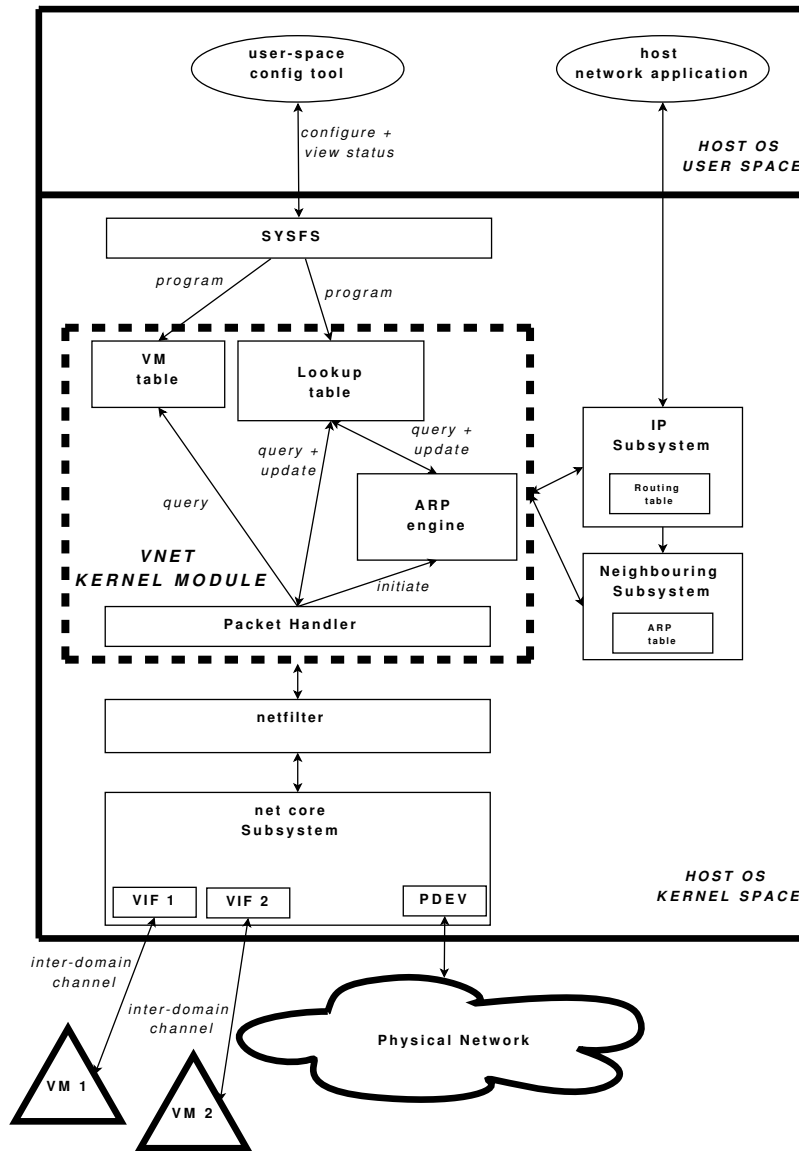 user-space
config tool
host
network application
configure +
view status
HOST OS
USER SPACE
SYSFS
program
program
VM
table
Lookup
table
query +
update
query +
update
query
ARP
engine
IP
Subsystem
Routing
table
VNET
KERNEL MODULE
initiate
Neighbouring
Subsystem
ARP
table
Packet Handler
netfilter
net core
Subsystem
VIF 1
VIF 2
PDEV
HOST OS
KERNEL SPACE
inter-domain
channel
inter-domain
channel
Physical Network
VM 1
VM 2